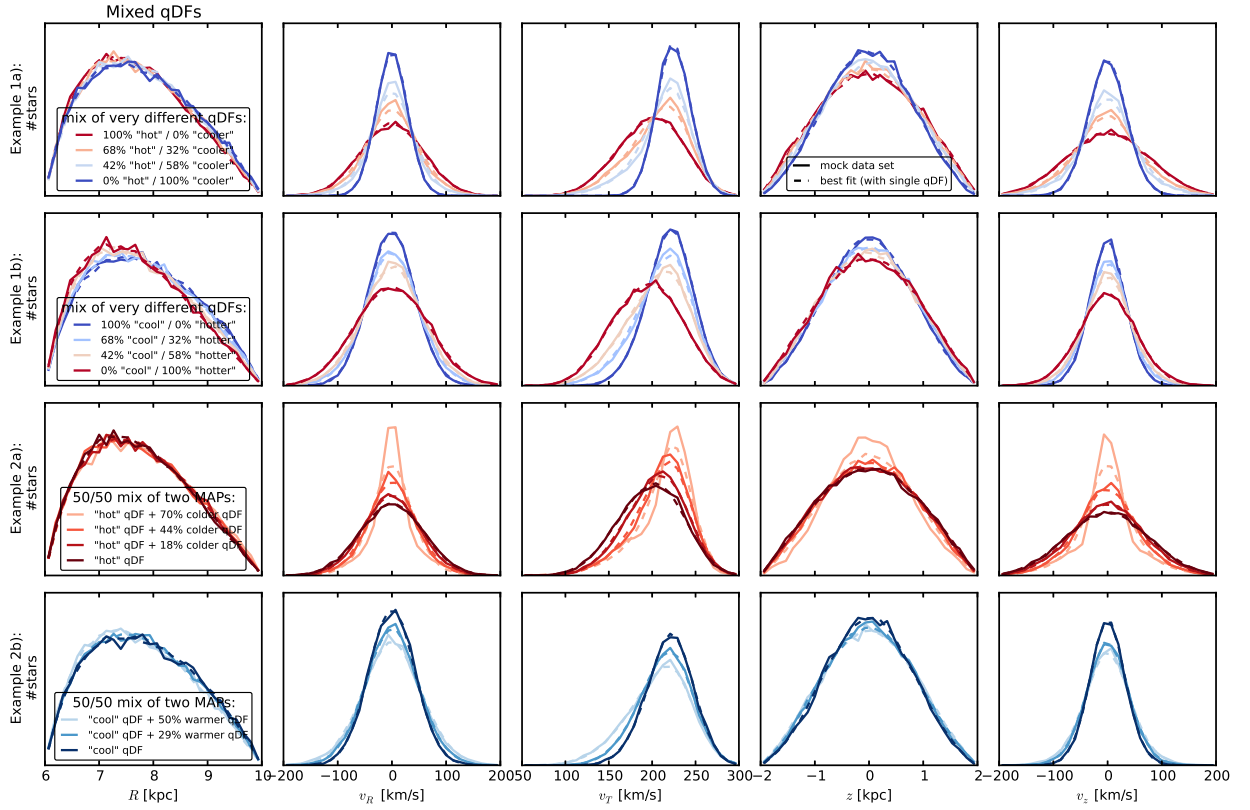 Mixed qDFs
Example 1a):
#stars
mix of very different qDFs:
100% "hot" / 0% "cooler"
68% "hot" / 32% "cooler"
42% "hot" / 58% "cooler"
0% "hot" / 100% "cooler"
mock data set
best fit (with single qDF)
Example 1b):
#stars
mix of very different qDFs:
100% "cool" / 0% "hotter"
68% "cool" / 32% "hotter"
42% "cool" / 58% "hotter"
0% "cool" / 100% "hotter"
Example 2a):
#stars
50/50 mix of two MAPs:
"hot" qDF + 70% colder qDF
"hot" qDF + 44% colder qDF
"hot" qDF + 18% colder qDF
"hot" qDF
Example 2b):
#stars
50/50 mix of two MAPs:
"cool" qDF + 50% warmer qDF
"cool" qDF + 29% warmer qDF
"cool" qDF
6 7 8 9 10
−200 −100 0 100 200
50 100 150 200 250 300
−2 −1 0 1 2
−200 −100 0 100 200
R [kpc]
v_R [km/s]
v_T [km/s]
z [kpc]
v_z [km/s]